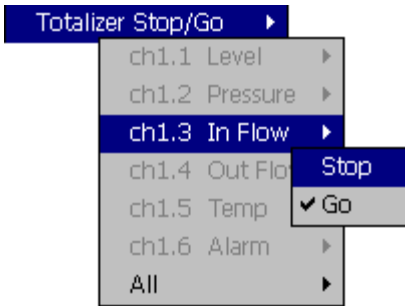 Totalizer Stop/Go
ch1.1 Level
ch1.2 Pressure
ch1.3 In Flow
Stop
ch1.4 Out Flo
Go
ch1.5 Temp
ch1.6 Alarm
All